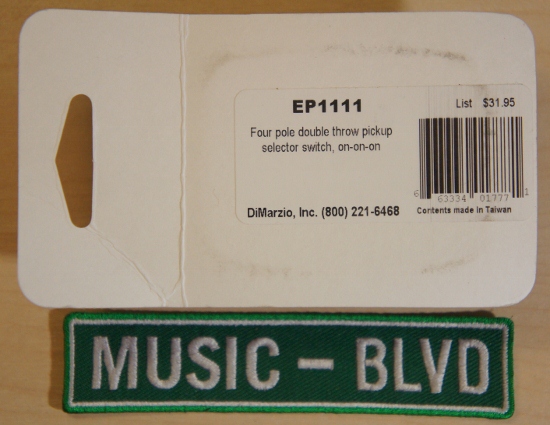 EP1111
List $31.95
Four pole double throw pickup
selector switch, on-on-on
6 63334 01777 1
DiMarzio, Inc. (800) 221-6468
Contents made in Taiwan
MUSIC – BLVD